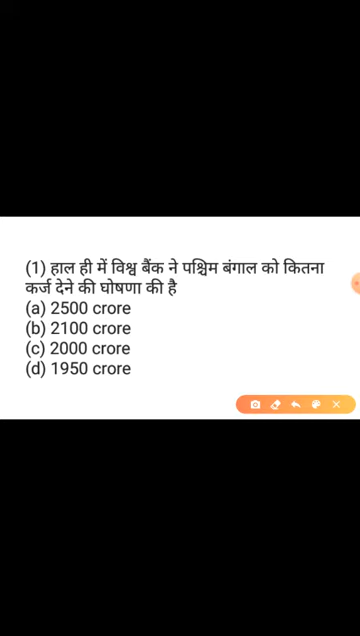 (1) हाल ही में विश्व बैंक ने पश्चिम बंगाल को कितना
कर्ज देने की घोषणा की है
(a) 2500 crore
(b) 2100 crore
(c) 2000 crore
(d) 1950 crore